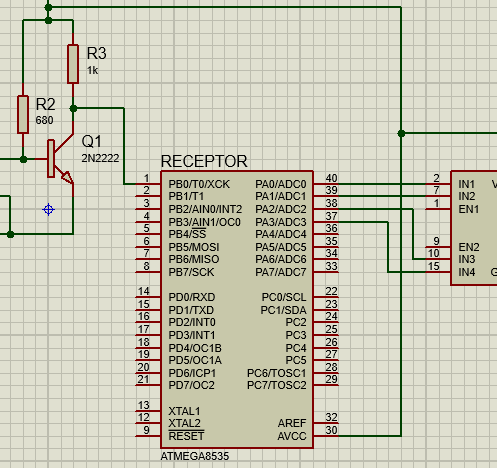 R3
1k
R2
680
Q1
2N2222
RECEPTOR
1 PB0/T0/XCK PA0/ADC0 40 2 IN1 V
2 PB1/T1 PA1/ADC1 39 7 IN2
3 PB2/AIN0/INT2 PA2/ADC2 38 1 EN1
4 PB3/AIN1/OC0 PA3/ADC3 37
5 PB4/SS PA4/ADC4 36
6 PB5/MOSI PA5/ADC5 35 9 EN2
7 PB6/MISO PA6/ADC6 34 10 IN3
8 PB7/SCK PA7/ADC7 33 15 IN4 G
14 PD0/RXD PC0/SCL 22
15 PD1/TXD PC1/SDA 23
16 PD2/INT0 PC2 24
17 PD3/INT1 PC3 25
18 PD4/OC1B PC4 26
19 PD5/OC1A PC5 27
20 PD6/ICP1 PC6/TOSC1 28
21 PD7/OC2 PC7/TOSC2 29
13 XTAL1
12 XTAL2 AREF 32
9 RESET AVCC 30
ATMEGA8535